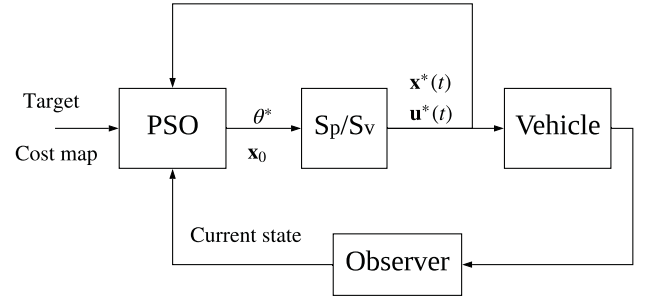 Target
Cost map
PSO
θ*
x₀
Sp/Sv
x*(t)
u*(t)
Vehicle
Current state
Observer